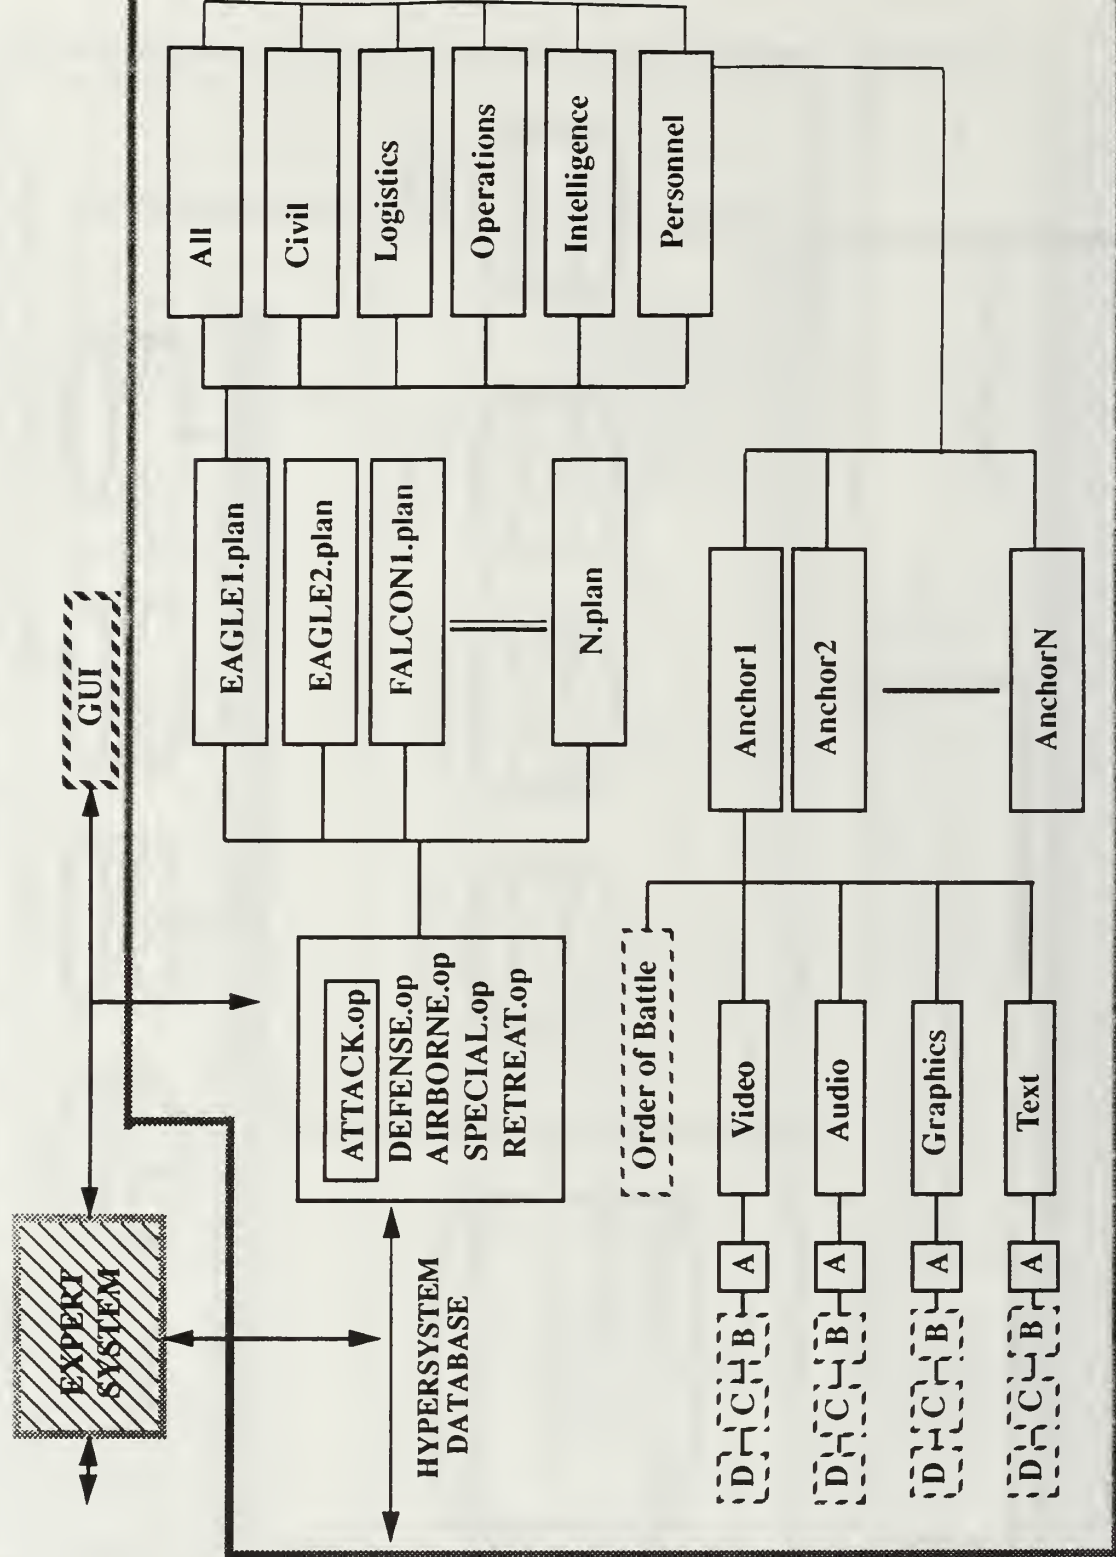 EXPERT
SYSTEM
GUI
HYPERSYSTEM
DATABASE
ATTACK.op
DEFENSE.op
AIRBORNE.op
SPECIAL.op
RETREAT.op
EAGLE1.plan
EAGLE2.plan
FALCON1.plan
N.plan
All
Civil
Logistics
Operations
Intelligence
Personnel
Order of Battle
D C B A Video
D C B A Audio
D C B A Graphics
D C B A Text
Anchor1
Anchor2
AnchorN